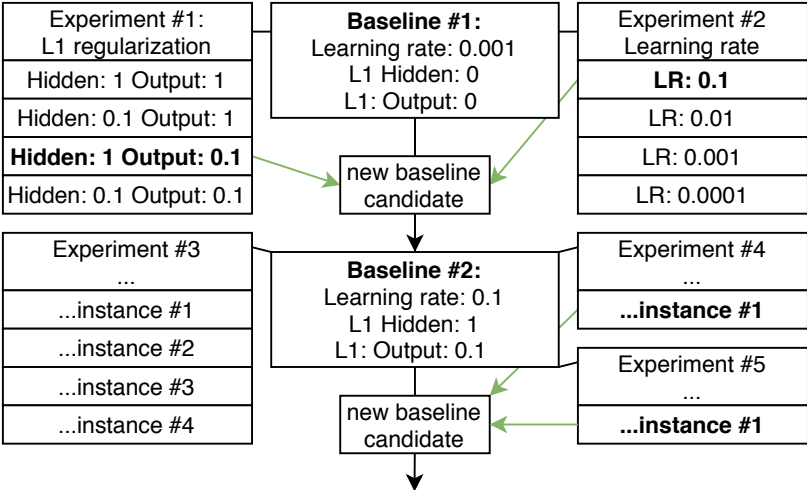 Experiment #1:
L1 regularization
Hidden: 1 Output: 1
Hidden: 0.1 Output: 1
Hidden: 1 Output: 0.1
Hidden: 0.1 Output: 0.1
Baseline #1:
Learning rate: 0.001
L1 Hidden: 0
L1: Output: 0
Experiment #2
Learning rate
LR: 0.1
LR: 0.01
LR: 0.001
LR: 0.0001
new baseline
candidate
Experiment #3
...
...instance #1
...instance #2
...instance #3
...instance #4
Baseline #2:
Learning rate: 0.1
L1 Hidden: 1
L1: Output: 0.1
Experiment #4
...
...instance #1
Experiment #5
...
...instance #1
new baseline
candidate